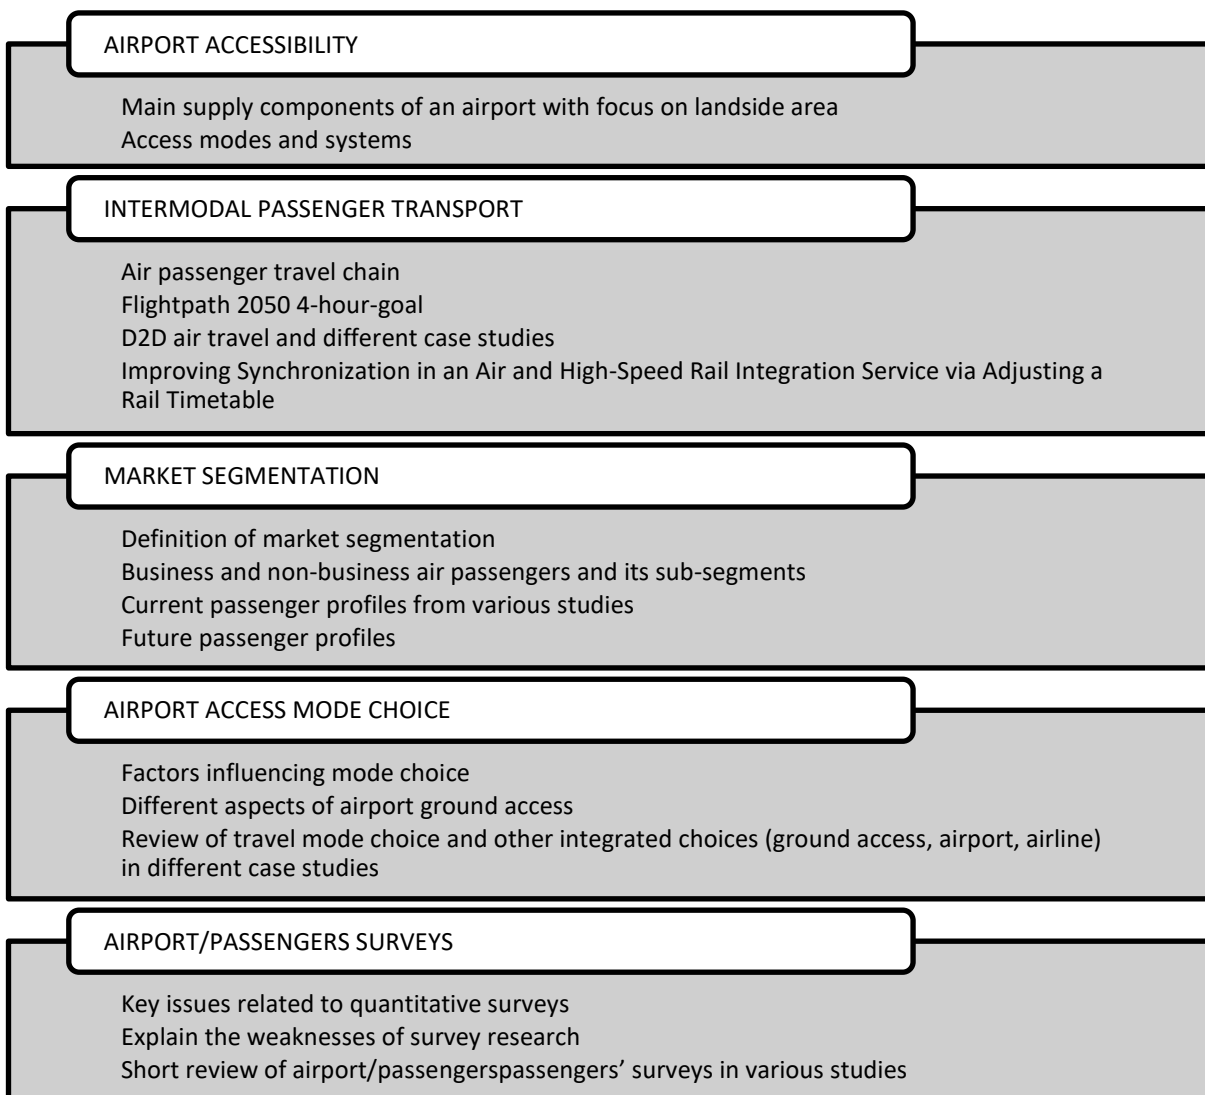 AIRPORT ACCESSIBILITY
Main supply components of an airport with focus on landside area
Access modes and systems
INTERMODAL PASSENGER TRANSPORT
Air passenger travel chain
Flightpath 2050 4-hour-goal
D2D air travel and different case studies
Improving Synchronization in an Air and High-Speed Rail Integration Service via Adjusting a
Rail Timetable
MARKET SEGMENTATION
Definition of market segmentation
Business and non-business air passengers and its sub-segments
Current passenger profiles from various studies
Future passenger profiles
AIRPORT ACCESS MODE CHOICE
Factors influencing mode choice
Different aspects of airport ground access
Review of travel mode choice and other integrated choices (ground access, airport, airline)
in different case studies
AIRPORT/PASSENGERS SURVEYS
Key issues related to quantitative surveys
Explain the weaknesses of survey research
Short review of airport/passengerspassengers’ surveys in various studies